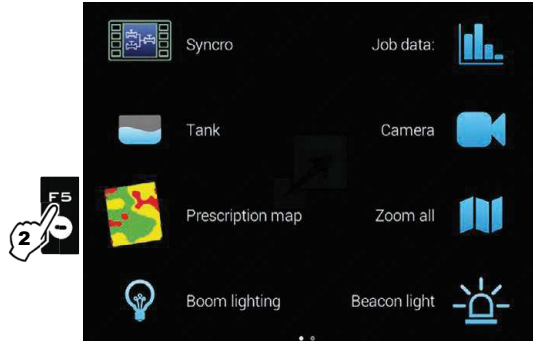 Syncro
Job data:
Tank
Camera
F5
2
Prescription map
Zoom all
Boom lighting
Beacon light